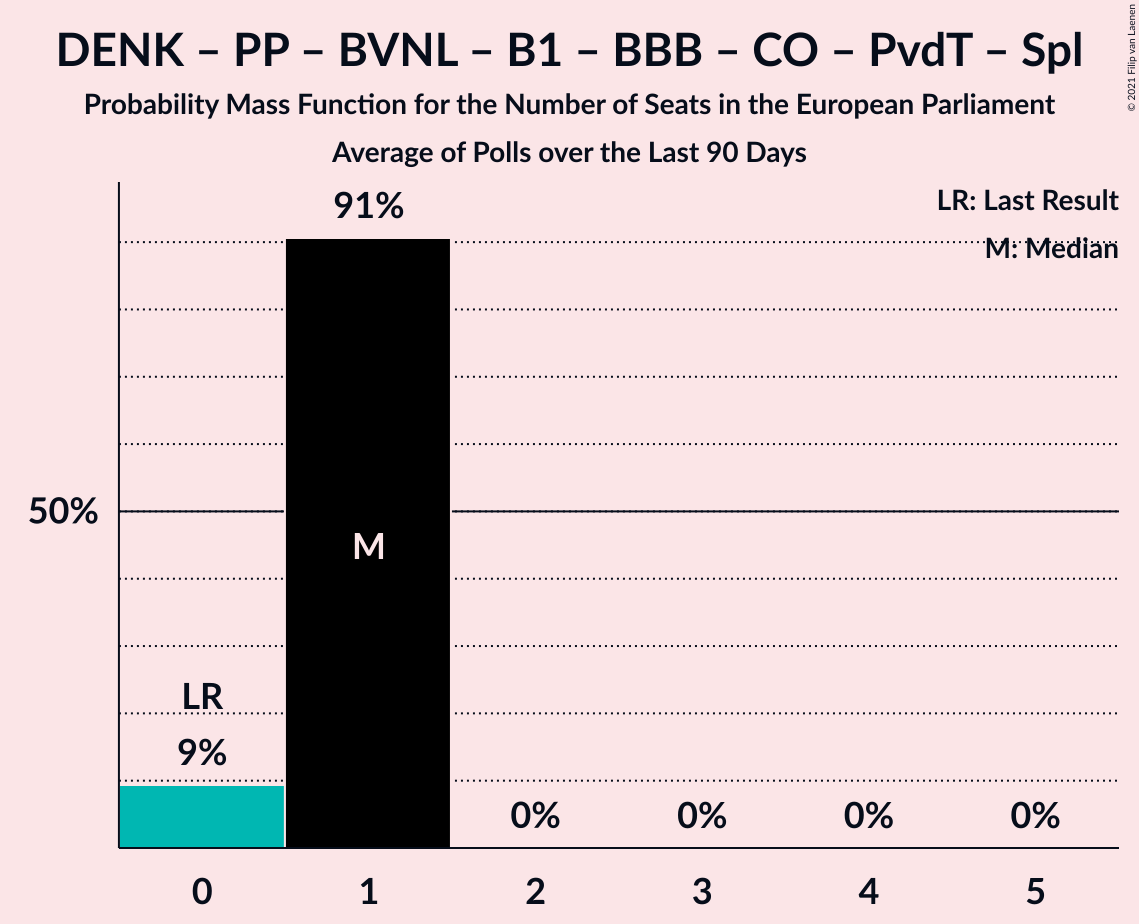 DENK – PP – BVNL – B1 – BBB – CO – PvdT – Spl
Probability Mass Function for the Number of Seats in the European Parliament
Average of Polls over the Last 90 Days
© 2021 Filip van Laenen
LR: Last Result
M: Median
91%
50%
M
LR
9%
0%
0%
0%
0%
0
1
2
3
4
5